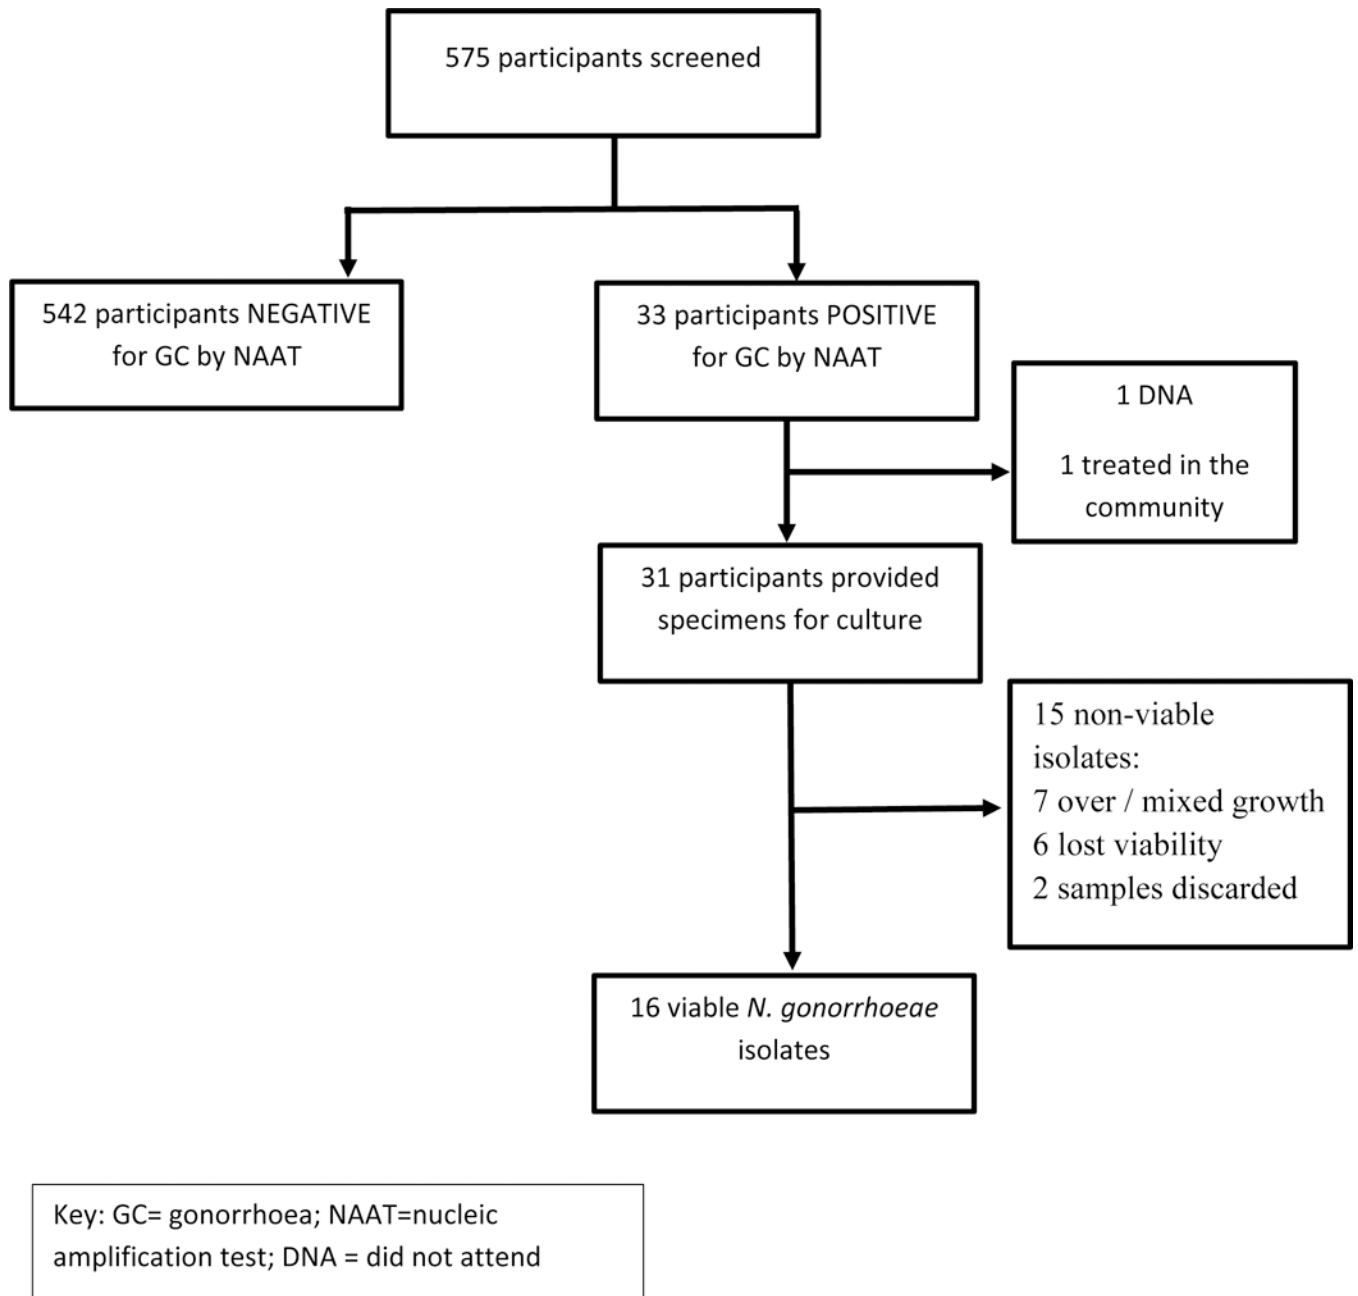 575 participants screened
542 participants NEGATIVE
for GC by NAAT
33 participants POSITIVE
for GC by NAAT
1 DNA
1 treated in the
community
31 participants provided
specimens for culture
15 non-viable
isolates:
7 over / mixed growth
6 lost viability
2 samples discarded
16 viable N. gonorrhoeae
isolates
Key: GC= gonorrhoea; NAAT=nucleic
amplification test; DNA = did not attend